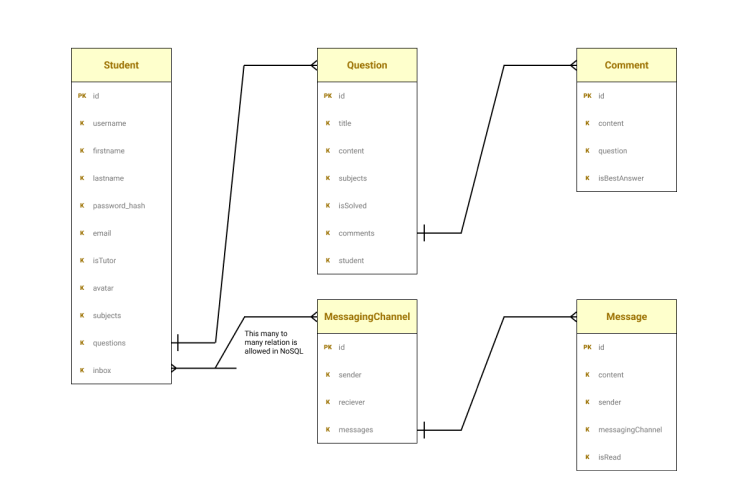 Student
PK id
K username
K firstname
K lastname
K password_hash
K email
K isTutor
K avatar
K subjects
K questions
K inbox
Question
PK id
K title
K content
K subjects
K isSolved
K comments
K student
Comment
PK id
K content
K question
K isBestAnswer
This many to
many relation is
allowed in NoSQL
MessagingChannel
PK id
K sender
K reciever
K messages
Message
PK id
K content
K sender
K messagingChannel
K isRead